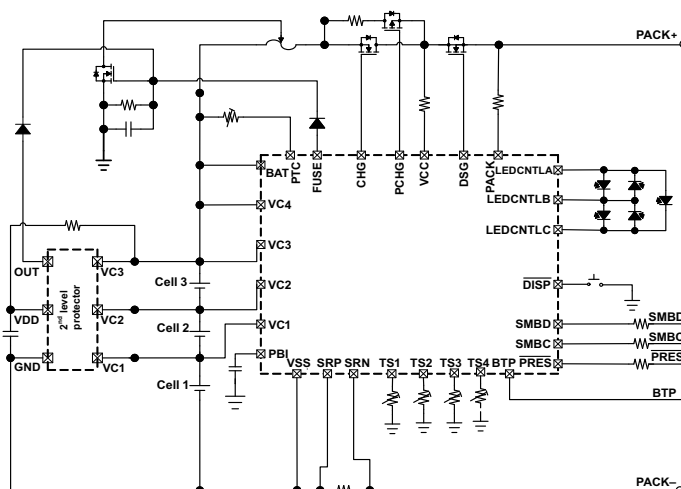 PACK+
BAT
PTC
FUSE
CHG
PCHG
VCC
DSG
PACK
LEDCNTLA
LEDCNTLB
LEDCNTLC
VC4
VC3
VC2
VC1
PBI
OUT
VDD
GND
2nd level
protector
VC3
VC2
VC1
Cell 3
Cell 2
Cell 1
DISP
SMBD
SMBC
PRES
SMBD
SMBC
PRES
VSS
SRP
SRN
TS1
TS2
TS3
TS4
BTP
BTP
PACK–